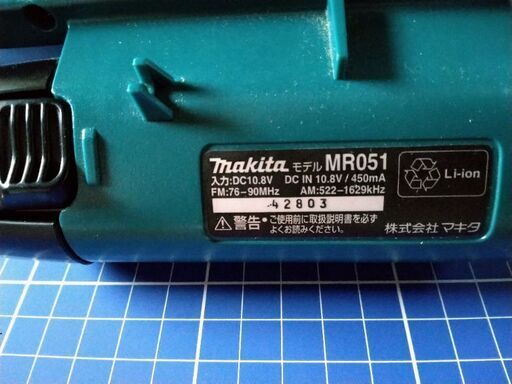 makita モデル MR051
入力:DC10.8V DC IN 10.8V / 450mA
FM:76-90MHz AM:522-1629kHz
42803
警告 ●ご使用前に取扱説明書を必ず
よくお読みください。
Li-ion
株式会社 マキタ